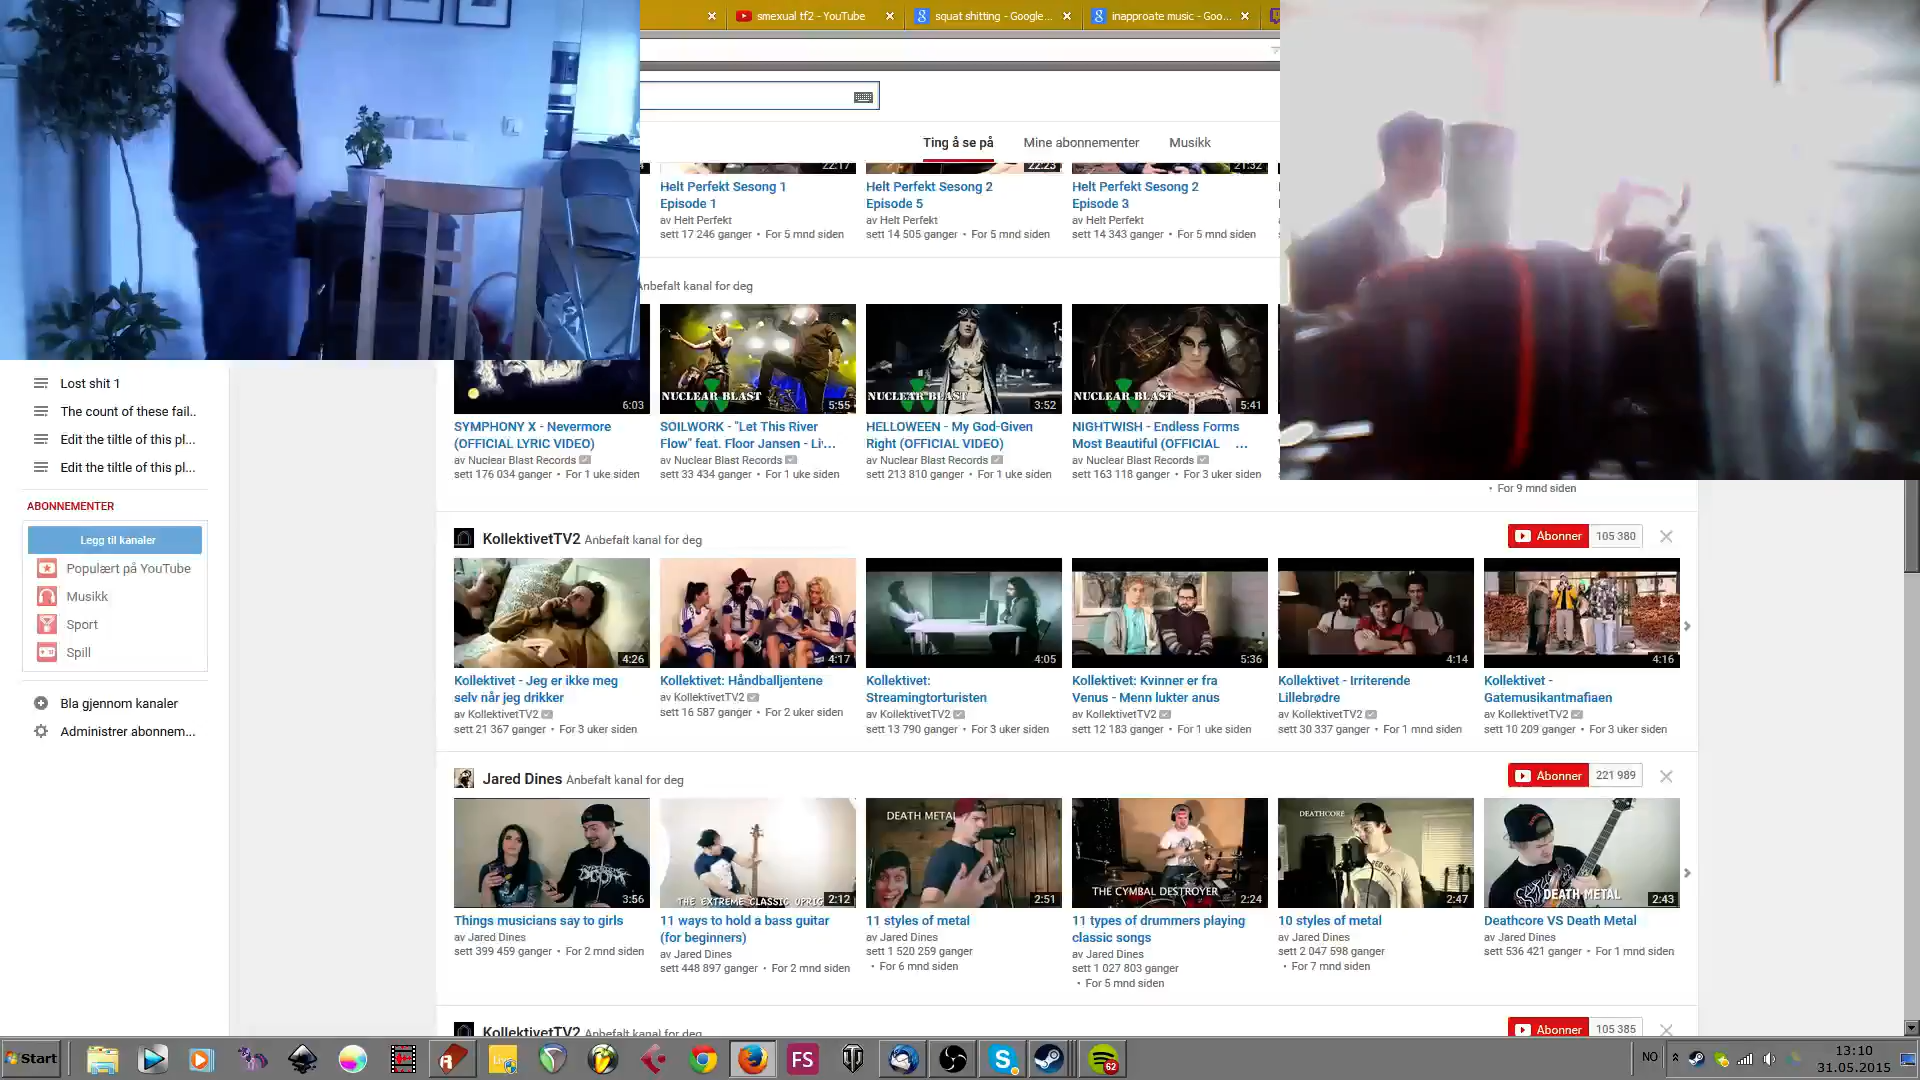 smexual tf2 - YouTube
squat shitting - Google...
inapproate music - Goo...
Ting å se på
Mine abonnementer
Musikk
22:17
22:23
21:32
Helt Perfekt Sesong 1
Episode 1
av Helt Perfekt
sett 17 246 ganger • For 5 mnd siden
Helt Perfekt Sesong 2
Episode 5
av Helt Perfekt
sett 14 505 ganger • For 5 mnd siden
Helt Perfekt Sesong 2
Episode 3
av Helt Perfekt
sett 14 343 ganger • For 5 mnd siden
Anbefalt kanal for deg
6:03
NUCLEAR BLAST
5:55
NUCLEAR BLAST
3:52
NUCLEAR BLAST
5:41
SYMPHONY X - Nevermore
(OFFICIAL LYRIC VIDEO)
av Nuclear Blast Records
sett 176 034 ganger • For 1 uke siden
SOILWORK - "Let This River
Flow" feat. Floor Jansen - Li'...
av Nuclear Blast Records
sett 33 434 ganger • For 1 uke siden
HELLOWEEN - My God-Given
Right (OFFICIAL VIDEO)
av Nuclear Blast Records
sett 213 810 ganger • For 1 uke siden
NIGHTWISH - Endless Forms
Most Beautiful (OFFICIAL ...
av Nuclear Blast Records
sett 163 118 ganger • For 3 uker siden
• For 9 mnd siden
Lost shit 1
The count of these fail..
Edit the tiltle of this pl...
Edit the tiltle of this pl...
ABONNEMENTER
Legg til kanaler
Populært på YouTube
Musikk
Sport
Spill
Bla gjennom kanaler
Administrer abonnem...
KollektivetTV2 Anbefalt kanal for deg
Abonner 105 380
4:26
4:17
4:05
5:36
4:14
4:16
Kollektivet - Jeg er ikke meg
selv når jeg drikker
av KollektivetTV2
sett 21 367 ganger • For 3 uker siden
Kollektivet: Håndballjentene
av KollektivetTV2
sett 16 587 ganger • For 2 uker siden
Kollektivet:
Streamingtorturisten
av KollektivetTV2
sett 13 790 ganger • For 3 uker siden
Kollektivet: Kvinner er fra
Venus - Menn lukter anus
av KollektivetTV2
sett 12 183 ganger • For 1 uke siden
Kollektivet - Irriterende
Lillebrødre
av KollektivetTV2
sett 30 337 ganger • For 1 mnd siden
Kollektivet -
Gatemusikantmafiaen
av KollektivetTV2
sett 10 209 ganger • For 3 uker siden
Jared Dines Anbefalt kanal for deg
Abonner 221 989
3:56
THE EXTREME CLASSIC UPRIG
2:12
DEATH METAL
2:51
THE CYMBAL DESTROYER
2:24
DEATHCORE
2:47
DEATH METAL
2:43
Things musicians say to girls
av Jared Dines
sett 399 459 ganger • For 2 mnd siden
11 ways to hold a bass guitar
(for beginners)
av Jared Dines
sett 448 897 ganger • For 2 mnd siden
11 styles of metal
av Jared Dines
sett 1 520 259 ganger
• For 6 mnd siden
11 types of drummers playing
classic songs
av Jared Dines
sett 1 027 803 ganger
• For 5 mnd siden
10 styles of metal
av Jared Dines
sett 2 047 598 ganger
• For 7 mnd siden
Deathcore VS Death Metal
av Jared Dines
sett 536 421 ganger • For 1 mnd siden
KollektivetTV2 Anbefalt kanal for deg
Abonner 105 385
Start
FS
62
NO
13:10
31.05.2015